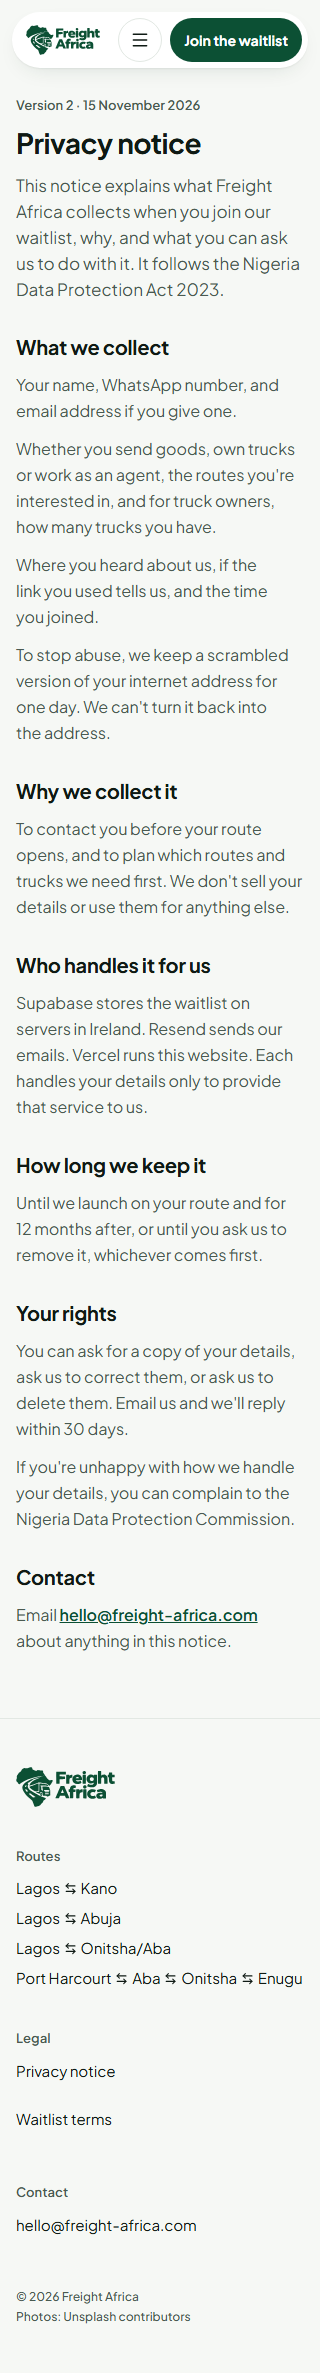 Freight
Africa
Join the waitlist
Version 2 · 15 November 2026
Privacy notice
This notice explains what Freight
Africa collects when you join our
waitlist, why, and what you can ask
us to do with it. It follows the Nigeria
Data Protection Act 2023.
What we collect
Your name, WhatsApp number, and
email address if you give one.
Whether you send goods, own trucks
or work as an agent, the routes you're
interested in, and for truck owners,
how many trucks you have.
Where you heard about us, if the
link you used tells us, and the time
you joined.
To stop abuse, we keep a scrambled
version of your internet address for
one day. We can't turn it back into
the address.
Why we collect it
To contact you before your route
opens, and to plan which routes and
trucks we need first. We don't sell your
details or use them for anything else.
Who handles it for us
Supabase stores the waitlist on
servers in Ireland. Resend sends our
emails. Vercel runs this website. Each
handles your details only to provide
that service to us.
How long we keep it
Until we launch on your route and for
12 months after, or until you ask us to
remove it, whichever comes first.
Your rights
You can ask for a copy of your details,
ask us to correct them, or ask us to
delete them. Email us and we'll reply
within 30 days.
If you're unhappy with how we handle
your details, you can complain to the
Nigeria Data Protection Commission.
Contact
Email hello@freight-africa.com
about anything in this notice.
Freight
Africa
Routes
Lagos ⇆ Kano
Lagos ⇆ Abuja
Lagos ⇆ Onitsha/Aba
Port Harcourt ⇆ Aba ⇆ Onitsha ⇆ Enugu
Legal
Privacy notice
Waitlist terms
Contact
hello@freight-africa.com
© 2026 Freight Africa
Photos: Unsplash contributors